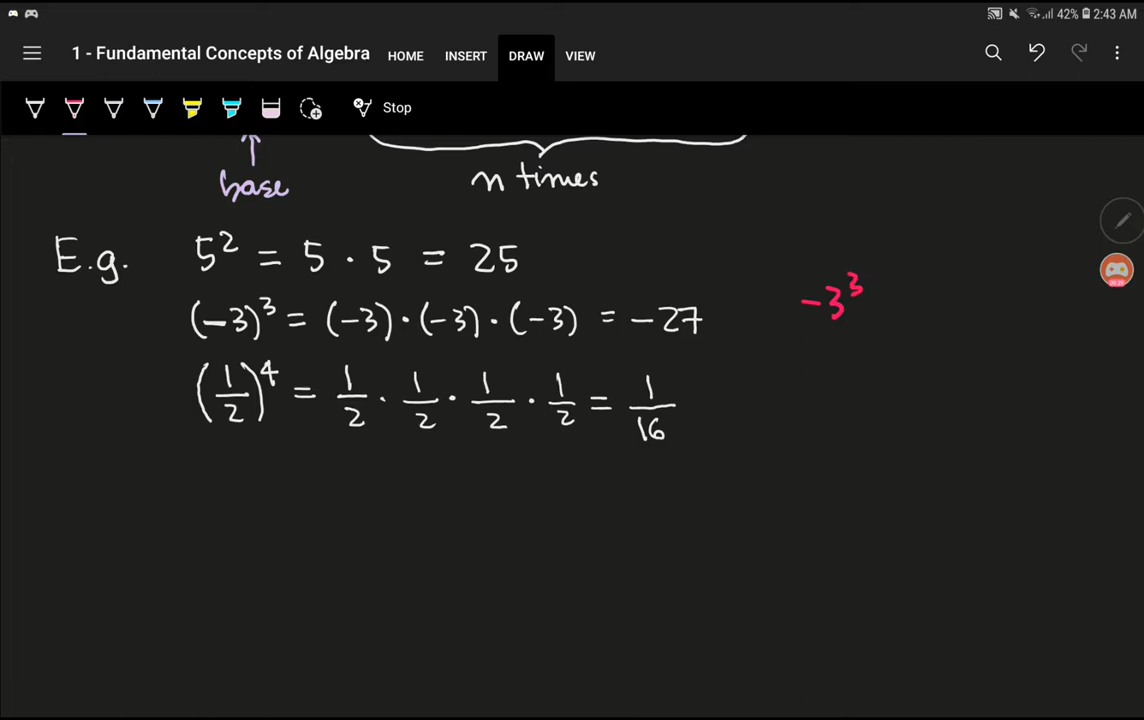 42% 2:43 AM
1 - Fundamental Concepts of Algebra HOME INSERT DRAW VIEW
Stop
base
n times
E.g. 5² = 5 · 5 = 25
(-3)³ = (-3) · (-3) · (-3) = -27
-3³
(1/2)⁴ = 1/2 · 1/2 · 1/2 · 1/2 = 1/16